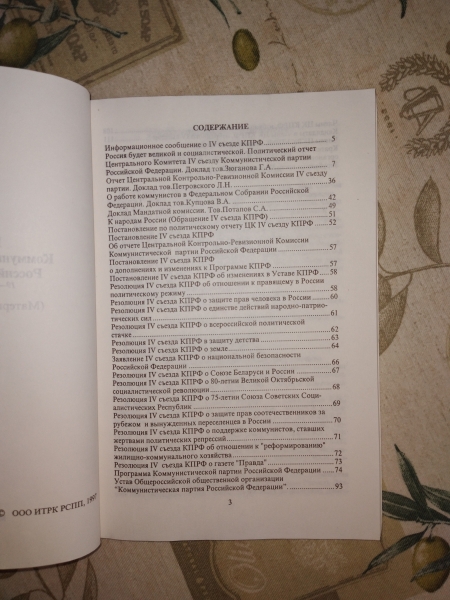 СОДЕРЖАНИЕ
Информационное сообщение о IV съезде КПРФ 5
Россия будет великой и социалистической. Политический отчет
Центрального Комитета IV съезду Коммунистической партии
Российской Федерации. Доклад тов.Зюганова Г.А. 7
Отчет Центральной Контрольно-Ревизионной Комиссии IV съезду
партии. Доклад тов.Петровского Л.Н. 36
О работе коммунистов в Федеральном Собрании Российской
Федерации. Доклад тов.Купцова В.А. 42
Доклад Мандатной комиссии. Тов.Потапов С.А. 49
К народам России (Обращение IV съезда КПРФ) 51
Постановление по политическому отчету ЦК IV съезду КПРФ 52
Постановление IV съезда КПРФ
Об отчете Центральной Контрольно-Ревизионной Комиссии
Коммунистической партии Российской Федерации 57
Постановление IV съезда КПРФ
о дополнениях и изменениях к Программе КПРФ 57
Постановление IV съезда КПРФ об изменениях в Уставе КПРФ 58
Резолюция IV съезда КПРФ об отношении к правящему в России
политическому режиму 58
Резолюция IV съезда КПРФ о защите прав человека в России 60
Резолюция IV съезда КПРФ о единстве действий народно-патрио-
тических сил 61
Резолюция IV съезда КПРФ о всероссийской политической
стачке 62
Резолюция IV съезда КПРФ в защиту детства 63
Резолюция IV съезда КПРФ о земле 64
Заявление IV съезда КПРФ о национальной безопасности
Российской Федерации 66
Резолюция IV съезда КПРФ о Союзе Беларуси и России 67
Резолюция IV съезда КПРФ о 80-летии Великой Октябрьской
социалистической революции 68
Резолюция IV съезда КПРФ о 75-летии Союза Советских Соци-
алистических Республик 69
Резолюция IV съезда КПРФ о защите прав соотечественников за
рубежом и вынужденных переселенцев в России 70
Резолюция IV съезда КПРФ о поддержке коммунистов, ставших
жертвами политических репрессий 71
Резолюция IV съезда КПРФ об отношении к "реформированию"
жилищно-коммунального хозяйства 72
Резолюция IV съезда КПРФ о газете "Правда" 73
Программа Коммунистической партии Российской Федерации 74
Устав Общероссийской общественной организации
"Коммунистическая партия Российской Федерации" 93
3
© ООО ИТРК РСПП, 1997